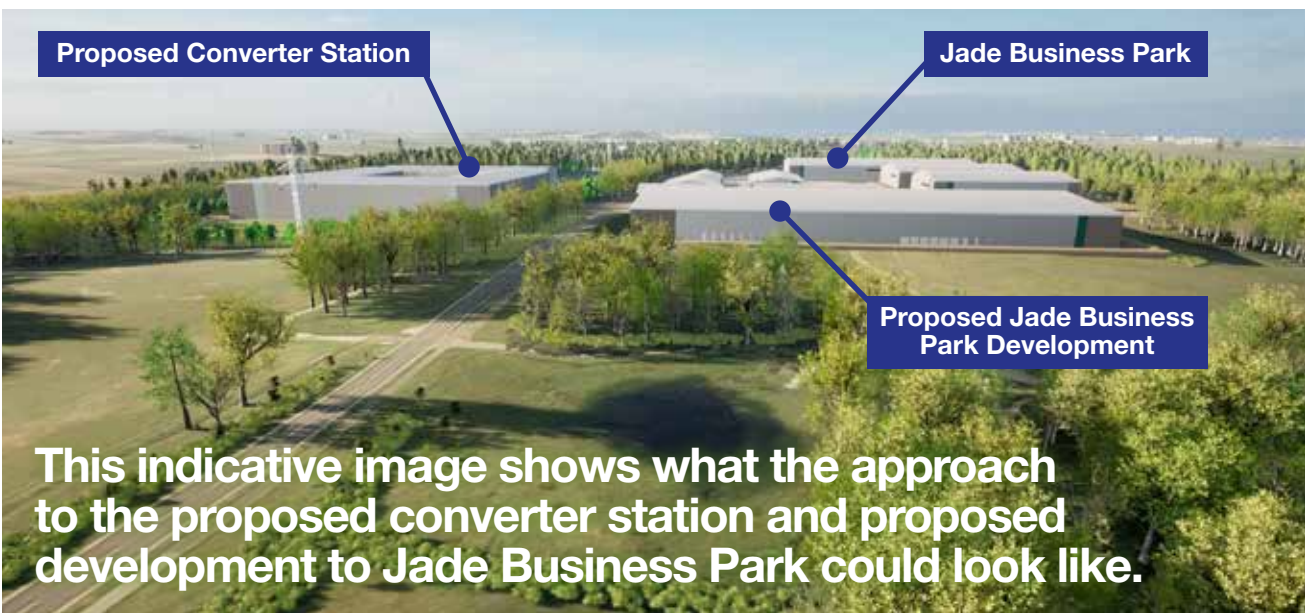 Proposed Converter Station
Jade Business Park
Proposed Jade Business
Park Development
This indicative image shows what the approach
to the proposed converter station and proposed
development to Jade Business Park could look like.